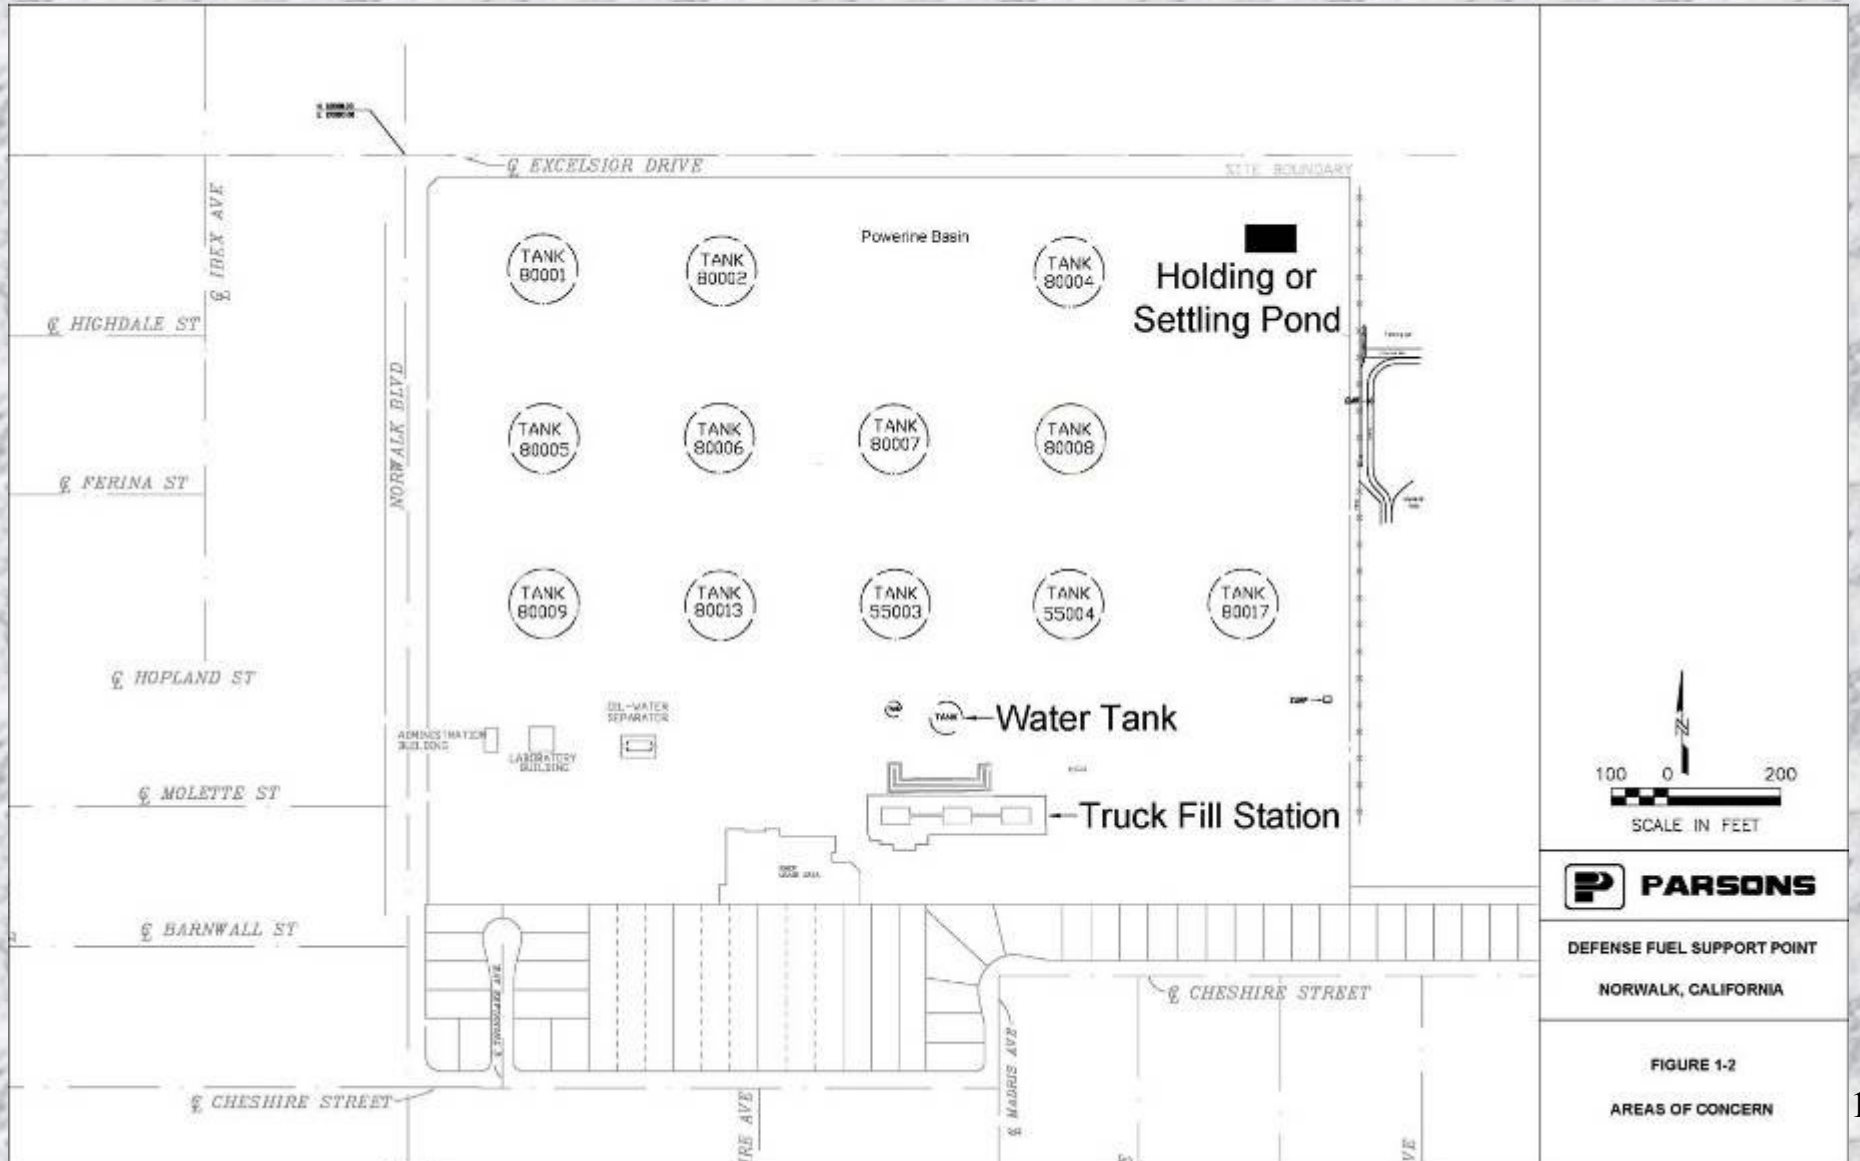 ℄ EXCELSIOR DRIVE
SITE BOUNDARY
℄ IBEX AVE
TANK
80001
TANK
80002
Powerine Basin
TANK
80004
Holding or
Settling Pond
℄ HIGHDALE ST
NORWALK BLVD
TANK
80005
TANK
80006
TANK
80007
TANK
80008
℄ FERINA ST
TANK
80009
TANK
80013
TANK
55003
TANK
55004
TANK
80017
℄ HOPLAND ST
OIL-WATER
SEPARATOR
TANK
Water Tank
ADMINISTRATION
BUILDING
LABORATORY
BUILDING
℄ MOLETTE ST
Truck Fill Station
100 0 200
SCALE IN FEET
PARSONS
℄ BARNWALL ST
DEFENSE FUEL SUPPORT POINT
NORWALK, CALIFORNIA
℄ CHESHIRE STREET
℄ MADRIS AVE
℄ CHESHIRE STREET
FIGURE 1-2
AREAS OF CONCERN
1